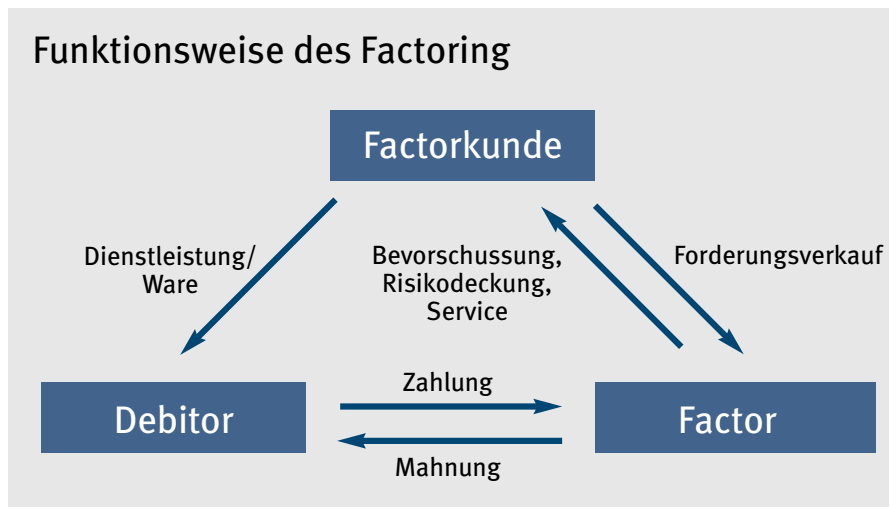 Funktionsweise des Factoring
Factorkunde
Dienstleistung/
Ware
Bevorschussung,
Risikodeckung,
Service
Forderungsverkauf
Zahlung
Debitor
Factor
Mahnung